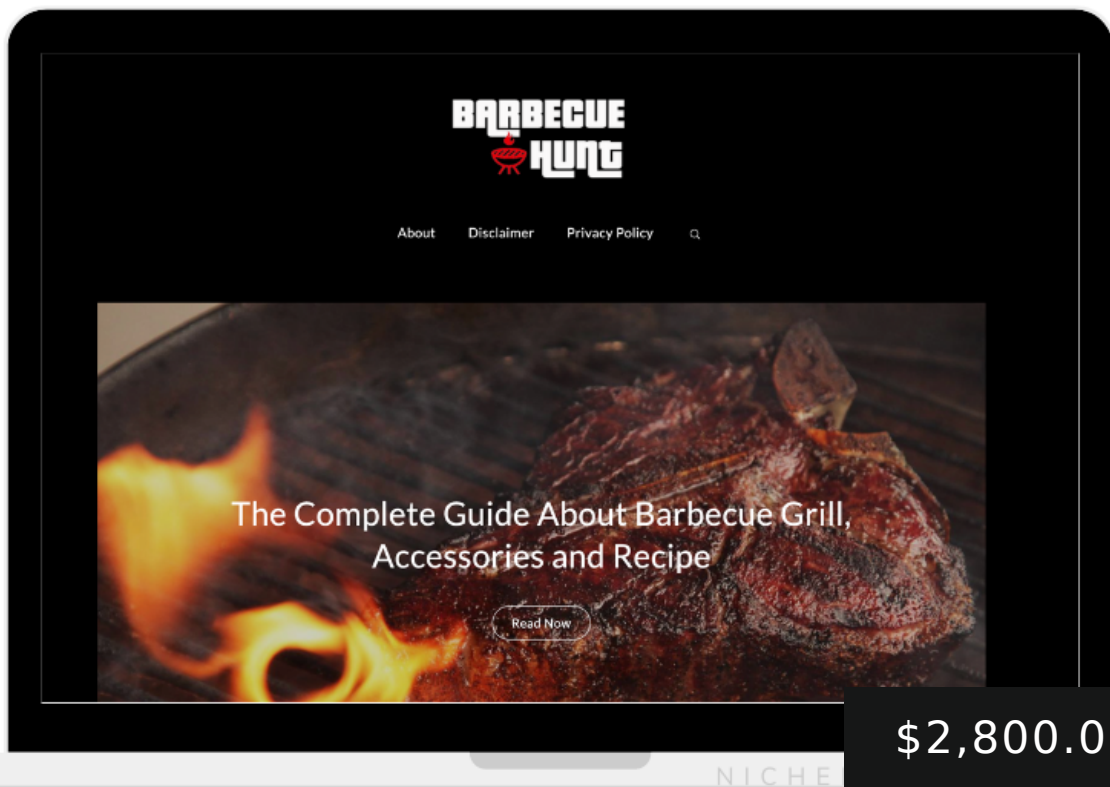 BARBECUE
HUNT
About Disclaimer Privacy Policy
The Complete Guide About Barbecue Grill,
Accessories and Recipe
Read Now
$2,800.0
NICHE